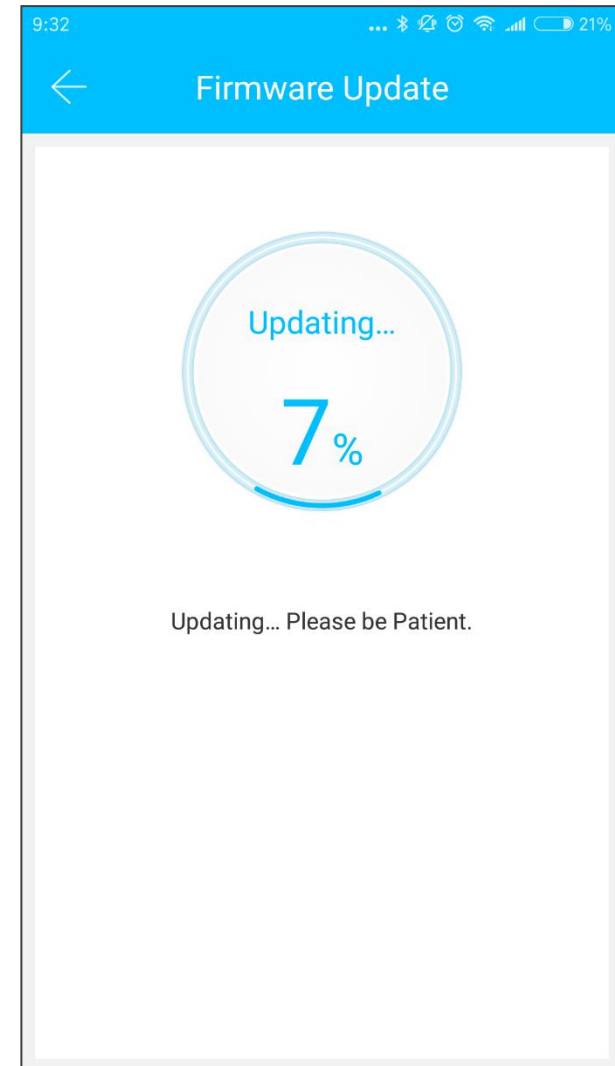 9:32 ... 21%
Firmware Update
Updating...
7%
Updating... Please be Patient.